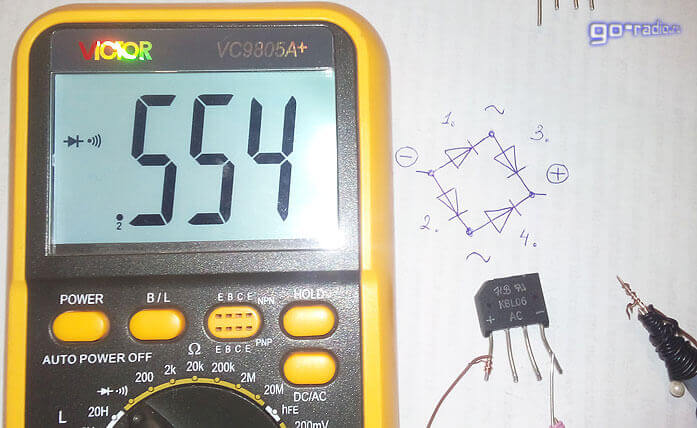 go-radio.ru
VICTOR VC9805A+
.554
2
1. ~ 3.
− +
2. 4.
~
POWER B/L E B C E NPN HOLD
E B C E PNP
AUTO POWER OFF
DC/AC
Ω
200 2k 20k 200k 2M 20M
hFE
L 20H 200mV
KBL06
+ AC −